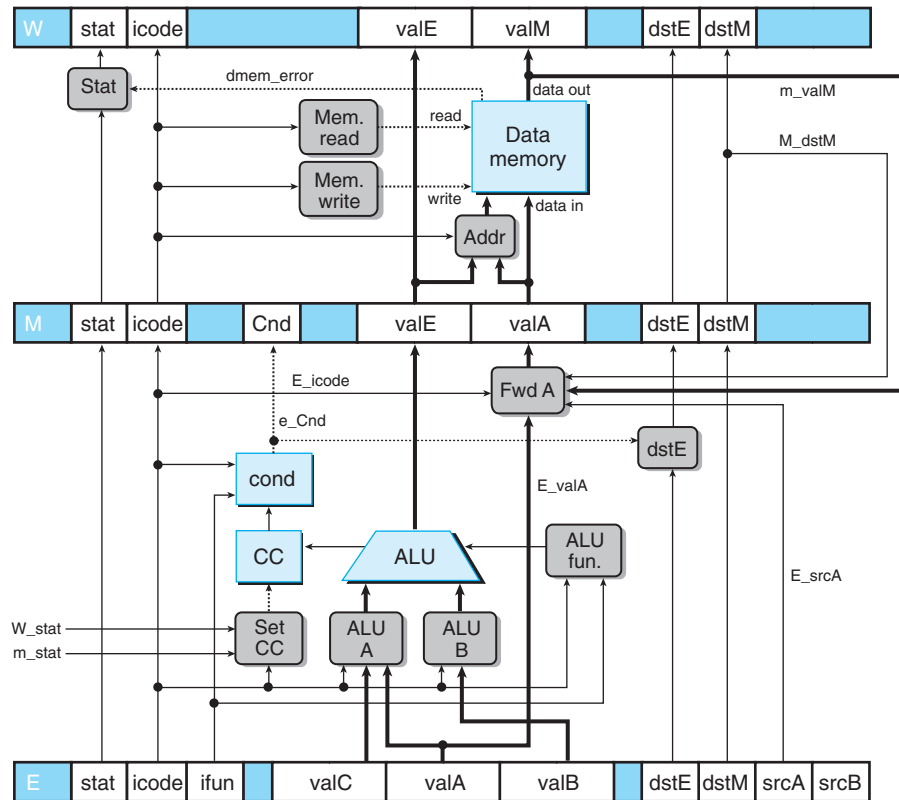 W stat icode valE valM dstE dstM
dmem_error
Stat
data out
m_valM
Mem.
read
read
Data
memory
M_dstM
Mem.
write
write
data in
Addr
M stat icode Cnd valE valA dstE dstM
E_icode
Fwd A
e_Cnd
dstE
cond
E_valA
CC
ALU
ALU
fun.
E_srcA
W_stat
m_stat
Set
CC
ALU
A
ALU
B
E stat icode ifun valC valA valB dstE dstM srcA srcB